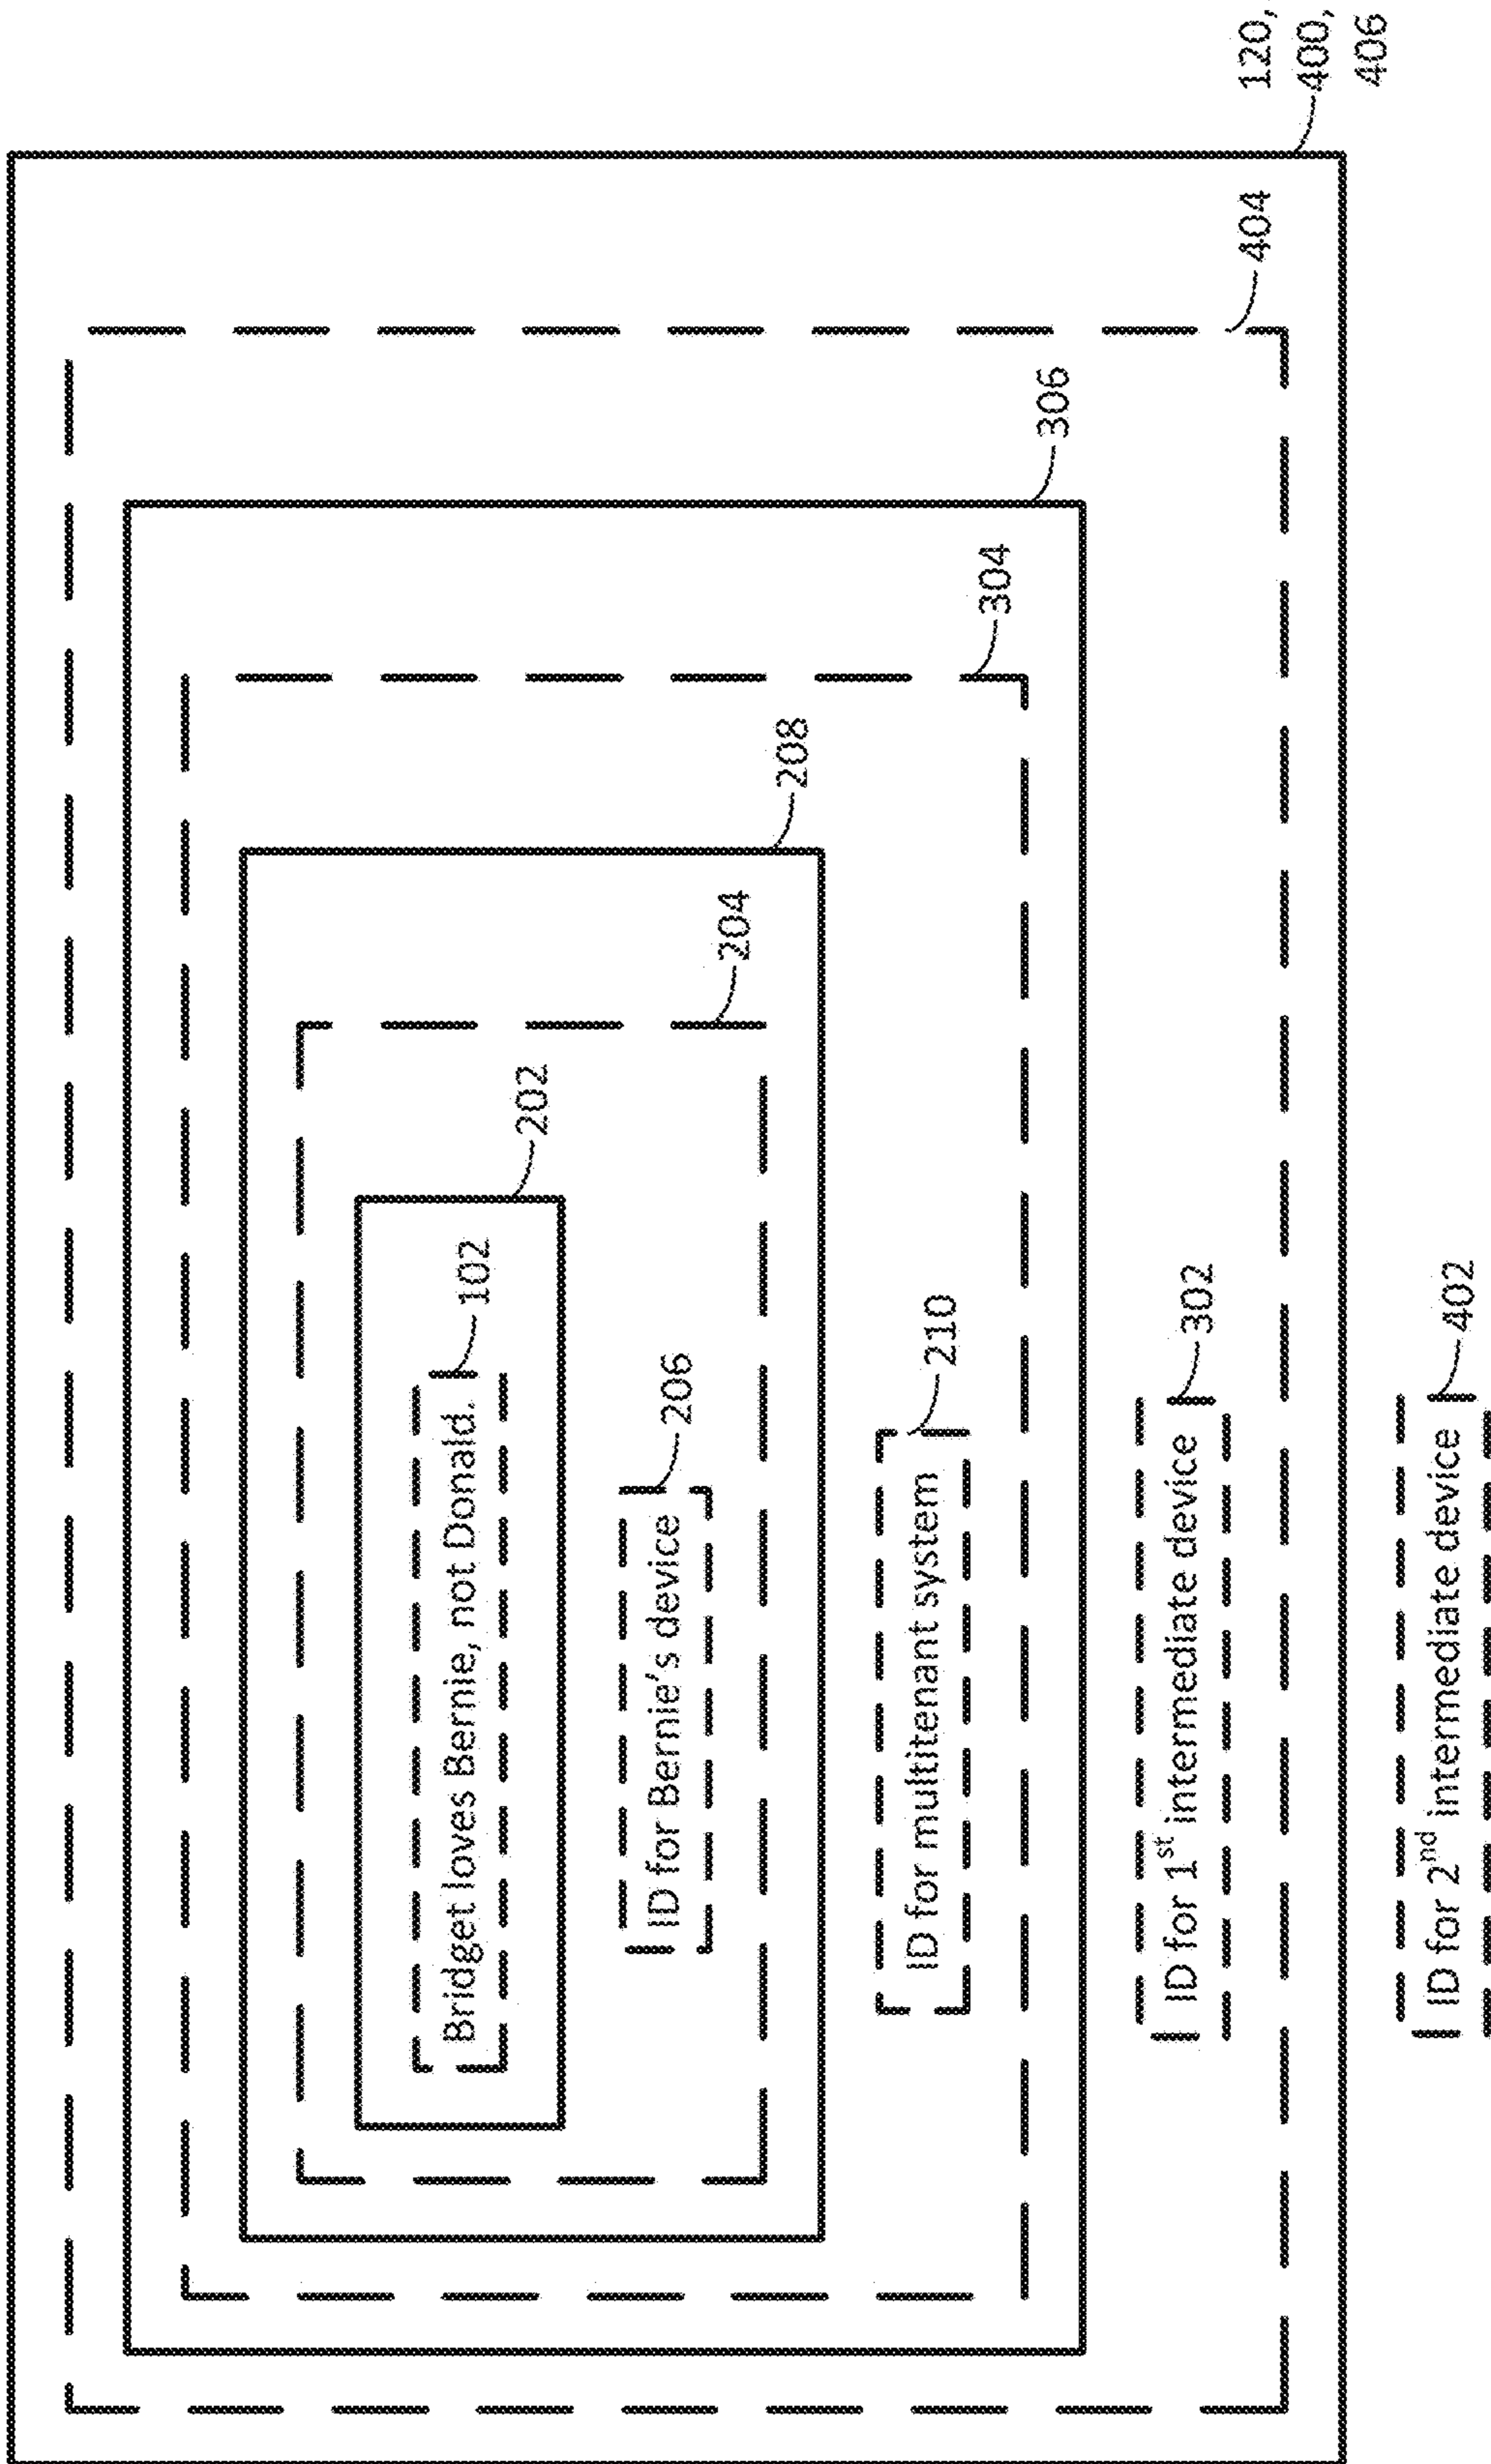 Bridget loves Bernie, not Donald.
102
202
ID for Bernie's device
206
204
208
ID for multitenant system
210
304
306
ID for 1st intermediate device
302
404
120,
400,
406
ID for 2nd intermediate device
402